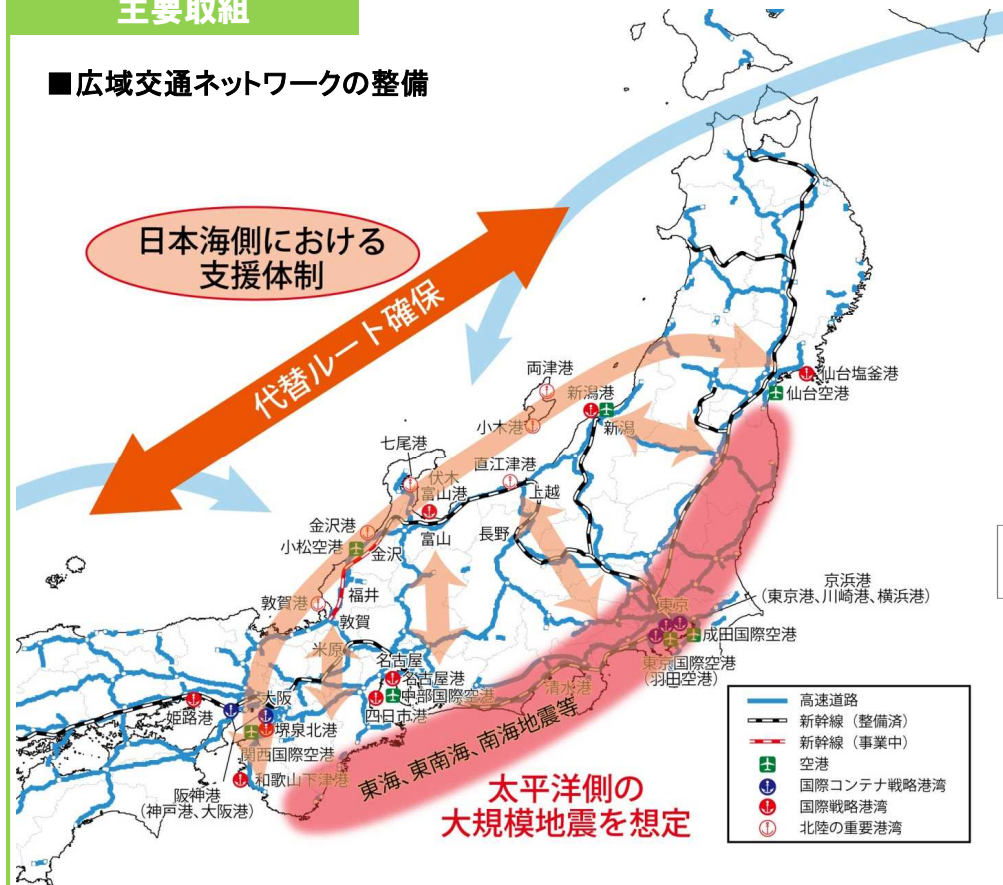 主要取組
■広域交通ネットワークの整備
日本海側における
支援体制
代替ルート確保
両津港
新潟港
小木港
新潟
仙台塩釜港
仙台空港
七尾港
伏木
富山港
直江津港
上越
金沢港
小松空港
金沢
富山
長野
敦賀港
福井
敦賀
米原
京浜港
(東京港、川崎港、横浜港)
東京
成田国際空港
東京国際空港
(羽田空港)
名古屋
名古屋港
中部国際空港
四日市港
清水港
大阪
姫路港
堺泉北港
関西国際空港
和歌山下津港
阪神港
(神戸港、大阪港)
東海、東南海、南海地震等
太平洋側の
大規模地震を想定
高速道路
新幹線（整備済）
新幹線（事業中）
空港
国際コンテナ戦略港湾
国際戦略港湾
北陸の重要港湾